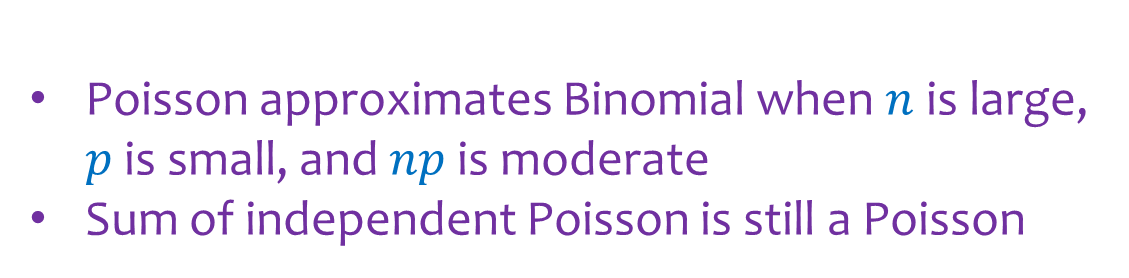 • Poisson approximates Binomial when n is large,
p is small, and np is moderate
• Sum of independent Poisson is still a Poisson